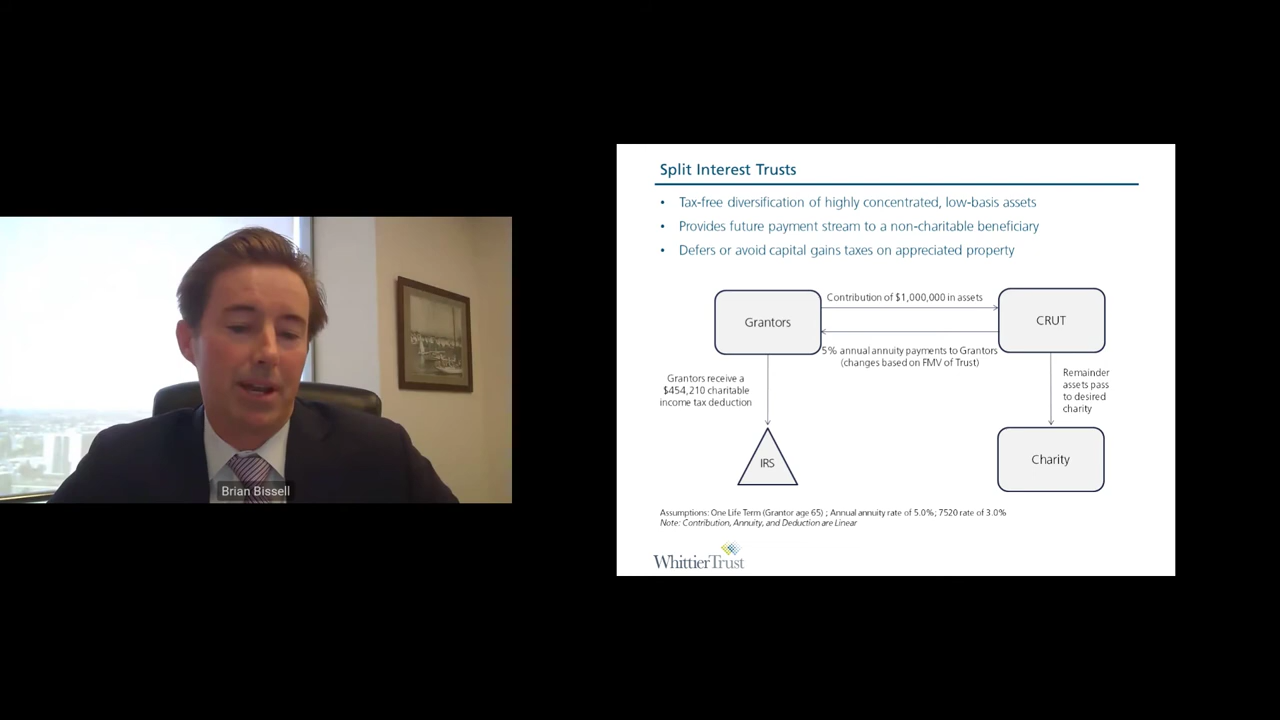 Brian Bissell
Split Interest Trusts
• Tax-free diversification of highly concentrated, low-basis assets
• Provides future payment stream to a non-charitable beneficiary
• Defers or avoid capital gains taxes on appreciated property
Grantors
Contribution of $1,000,000 in assets
CRUT
5% annual annuity payments to Grantors
(changes based on FMV of Trust)
Grantors receive a
$454,210 charitable
income tax deduction
Remainder
assets pass
to desired
charity
IRS
Charity
Assumptions: One Life Term (Grantor age 65) ; Annual annuity rate of 5.0%; 7520 rate of 3.0%
Note: Contribution, Annuity, and Deduction are Linear
WhittierTrust